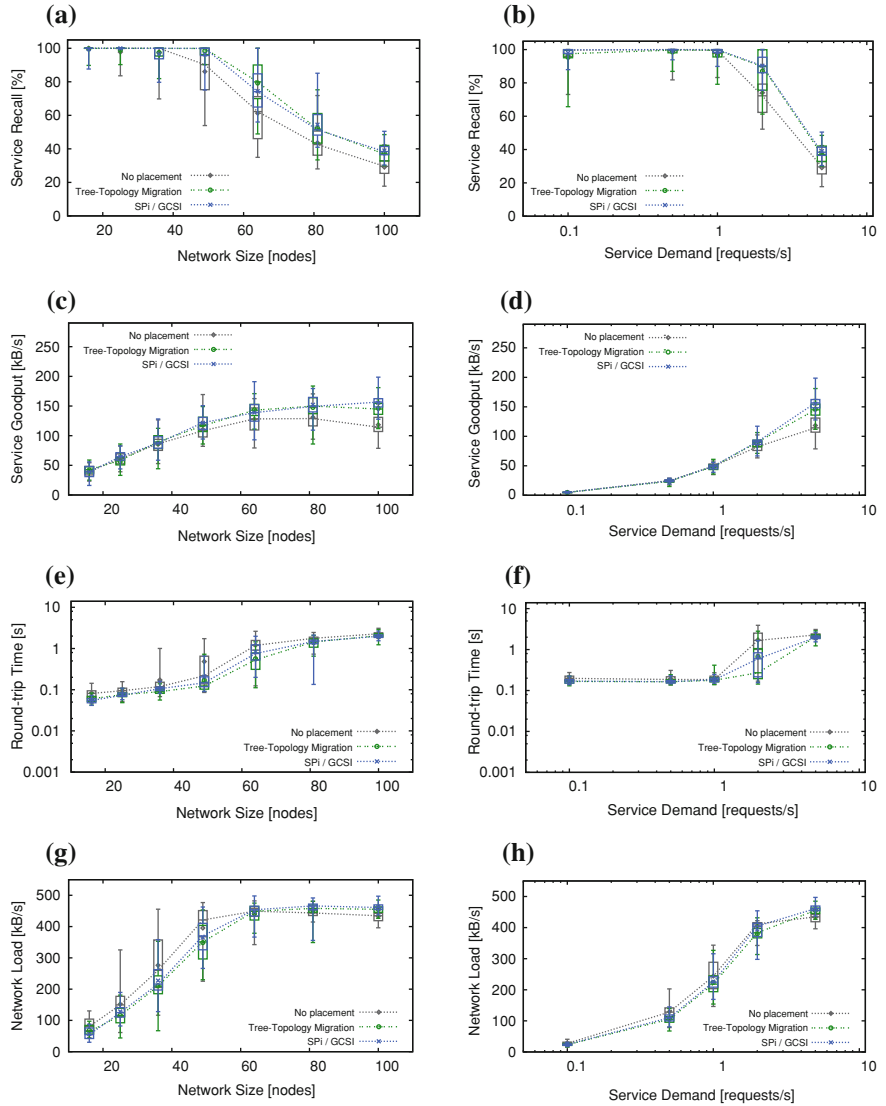 (a)
Service Recall [%]
100
80
60
40
20
0
No placement
Tree-Topology Migration
SPi / GCSI
20
40
60
80
100
Network Size [nodes]
(b)
Service Recall [%]
100
80
60
40
20
0
No placement
Tree-Topology Migration
SPi / GCSI
0.1
1
10
Service Demand [requests/s]
(c)
Service Goodput [kB/s]
250
200
150
100
50
0
No placement
Tree-Topology Migration
SPi / GCSI
20
40
60
80
100
Network Size [nodes]
(d)
Service Goodput [kB/s]
250
200
150
100
50
0
No placement
Tree-Topology Migration
SPi / GCSI
0.1
1
10
Service Demand [requests/s]
(e)
Round-trip Time [s]
10
1
0.1
0.01
0.001
No placement
Tree-Topology Migration
SPi / GCSI
20
40
60
80
100
Network Size [nodes]
(f)
Round-trip Time [s]
10
1
0.1
0.01
0.001
No placement
Tree-Topology Migration
SPi / GCSI
0.1
1
10
Service Demand [requests/s]
(g)
Network Load [kB/s]
500
400
300
200
100
0
No placement
Tree-Topology Migration
SPi / GCSI
20
40
60
80
100
Network Size [nodes]
(h)
Network Load [kB/s]
500
400
300
200
100
0
No placement
Tree-Topology Migration
SPi / GCSI
0.1
1
10
Service Demand [requests/s]